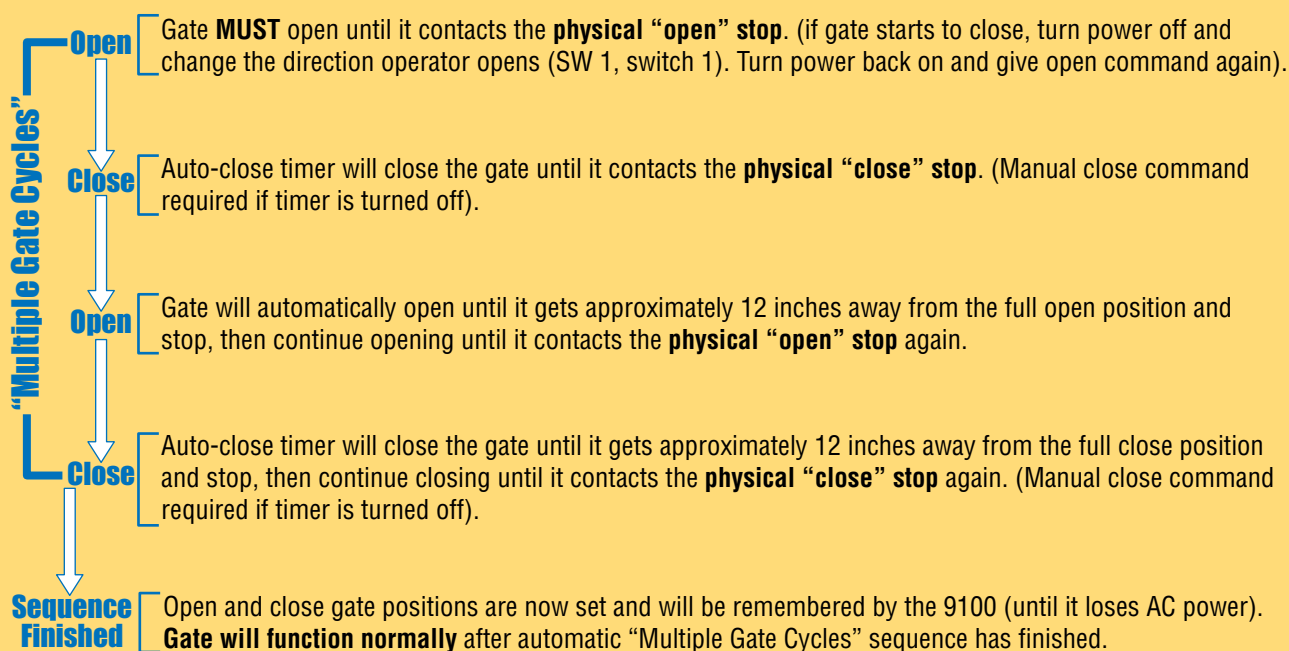 "Multiple Gate Cycles"
Open
Gate MUST open until it contacts the physical “open” stop. (if gate starts to close, turn power off and
change the direction operator opens (SW 1, switch 1). Turn power back on and give open command again).
Close
Auto-close timer will close the gate until it contacts the physical “close” stop. (Manual close command
required if timer is turned off).
Open
Gate will automatically open until it gets approximately 12 inches away from the full open position and
stop, then continue opening until it contacts the physical “open” stop again.
Close
Auto-close timer will close the gate until it gets approximately 12 inches away from the full close position
and stop, then continue closing until it contacts the physical “close” stop again. (Manual close command
required if timer is turned off).
Sequence
Finished
Open and close gate positions are now set and will be remembered by the 9100 (until it loses AC power).
Gate will function normally after automatic “Multiple Gate Cycles” sequence has finished.